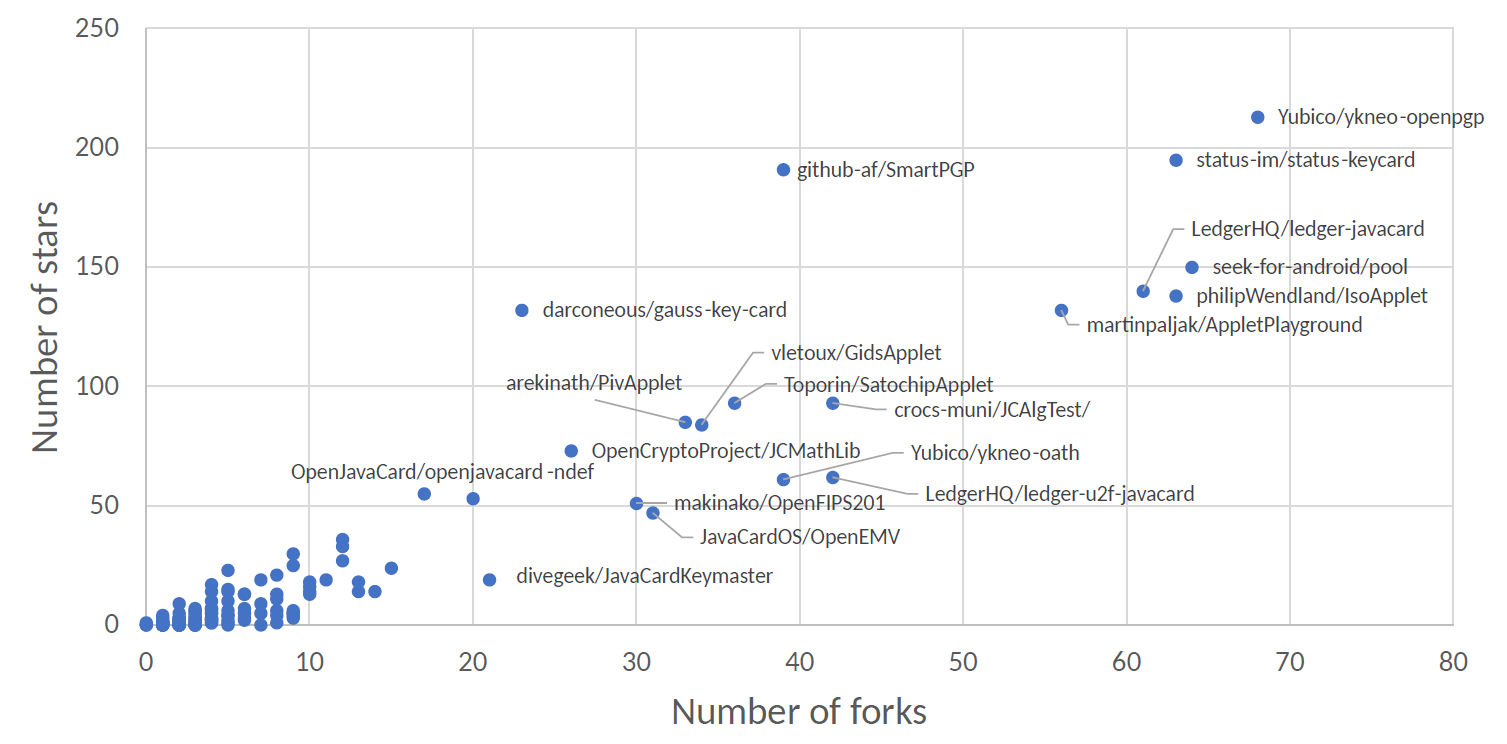 250
Yubico/ykneo-openpgp
200
status-im/status-keycard
github-af/SmartPGP
LedgerHQ/ledger-javacard
150
seek-for-android/pool
philipWendland/IsoApplet
darconeous/gauss-key-card
martinpaljak/AppletPlayground
vletoux/GidsApplet
arekinath/PivApplet
Toporin/SatochipApplet
100
crocs-muni/JCAlgTest/
OpenCryptoProject/JCMathLib
Yubico/ykneo-oath
OpenJavaCard/openjavacard-ndef
LedgerHQ/ledger-u2f-javacard
makinako/OpenFIPS201
50
JavaCardOS/OpenEMV
divegeek/JavaCardKeymaster
0
Number of stars
0 10 20 30 40 50 60 70 80
Number of forks